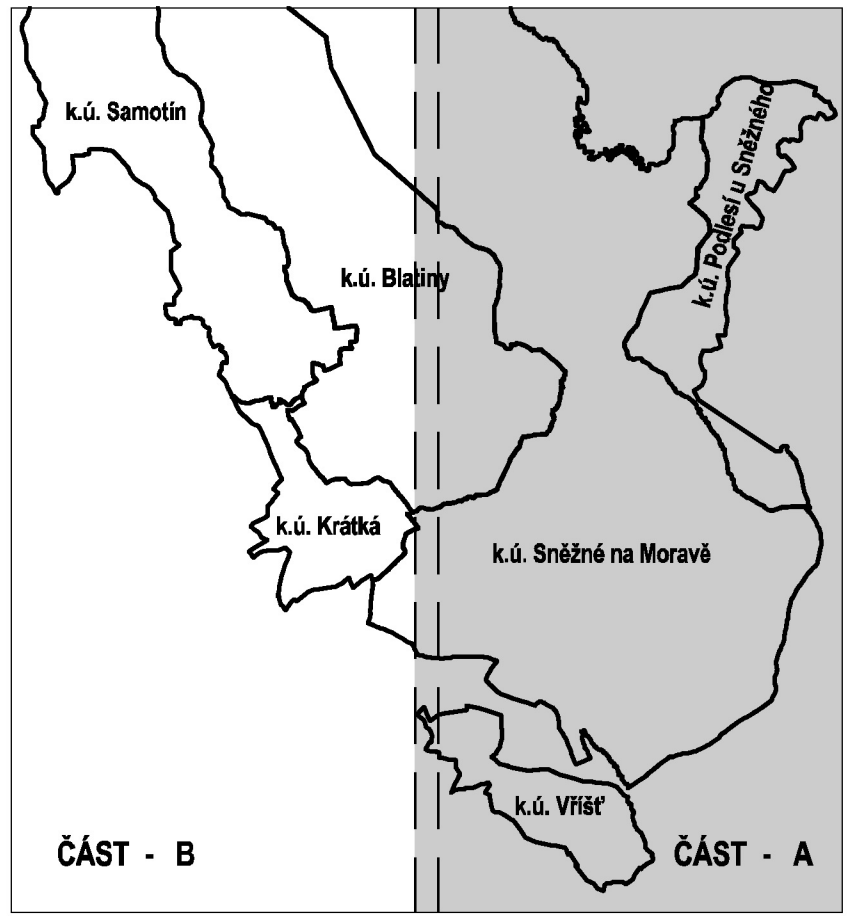 k.ú. Samotín
k.ú. Podlesí u Sněžného
k.ú. Blatiny
k.ú. Krátká
k.ú. Sněžné na Moravě
k.ú. Vříšť
ČÁST - B
ČÁST - A